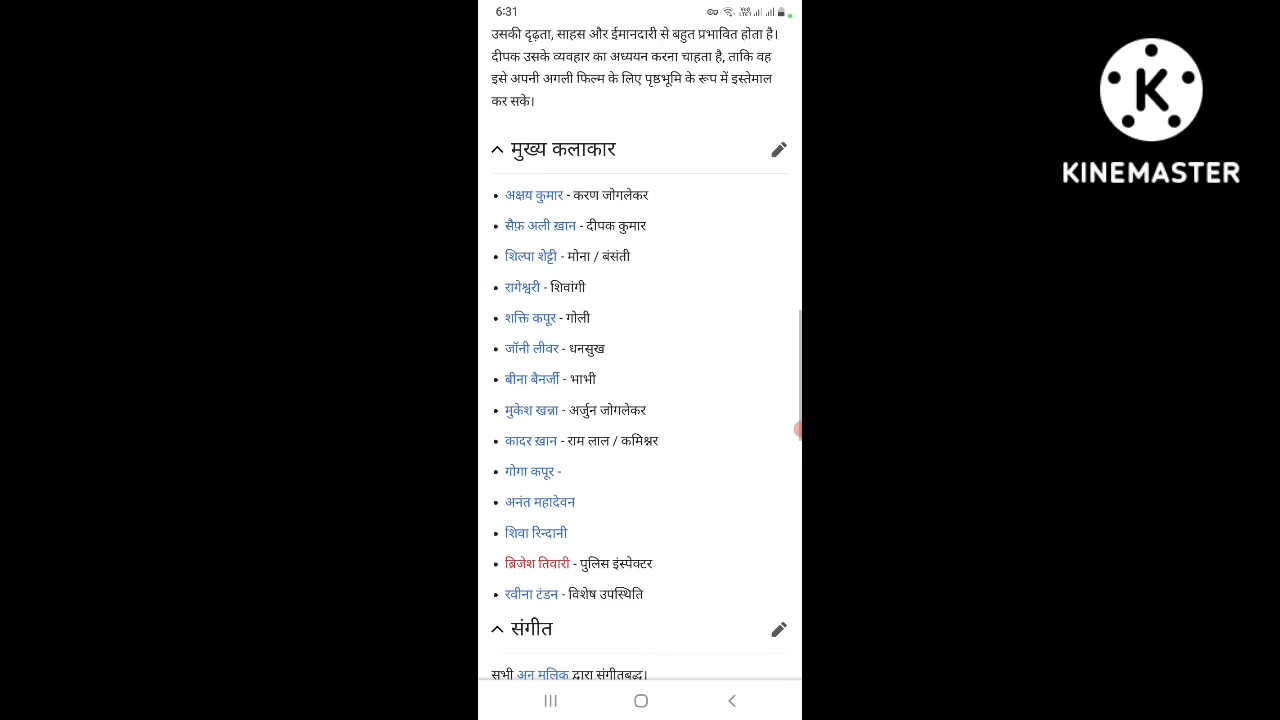 6:31
उसकी दृढ़ता, साहस और ईमानदारी से बहुत प्रभावित होता है।
दीपक उसके व्यवहार का अध्ययन करना चाहता है, ताकि वह
इसे अपनी अगली फिल्म के लिए पृष्ठभूमि के रूप में इस्तेमाल
कर सके।
मुख्य कलाकार
• अक्षय कुमार - करण जोगलेकर
• सैफ़ अली ख़ान - दीपक कुमार
• शिल्पा शेट्टी - मोना / बंसंती
• रागेश्वरी - शिवांगी
• शक्ति कपूर - गोली
• जॉनी लीवर - धनसुख
• बीना बैनर्जी - भाभी
• मुकेश खन्ना - अर्जुन जोगलेकर
• कादर ख़ान - राम लाल / कमिश्नर
• गोगा कपूर -
• अनंत महादेवन
• शिवा रिन्दानी
• ब्रिजेश तिवारी - पुलिस इंस्पेक्टर
• रवीना टंडन - विशेष उपस्थिति
संगीत
सभी अनु मलिक द्वारा संगीतबद्ध।
K
KINEMASTER